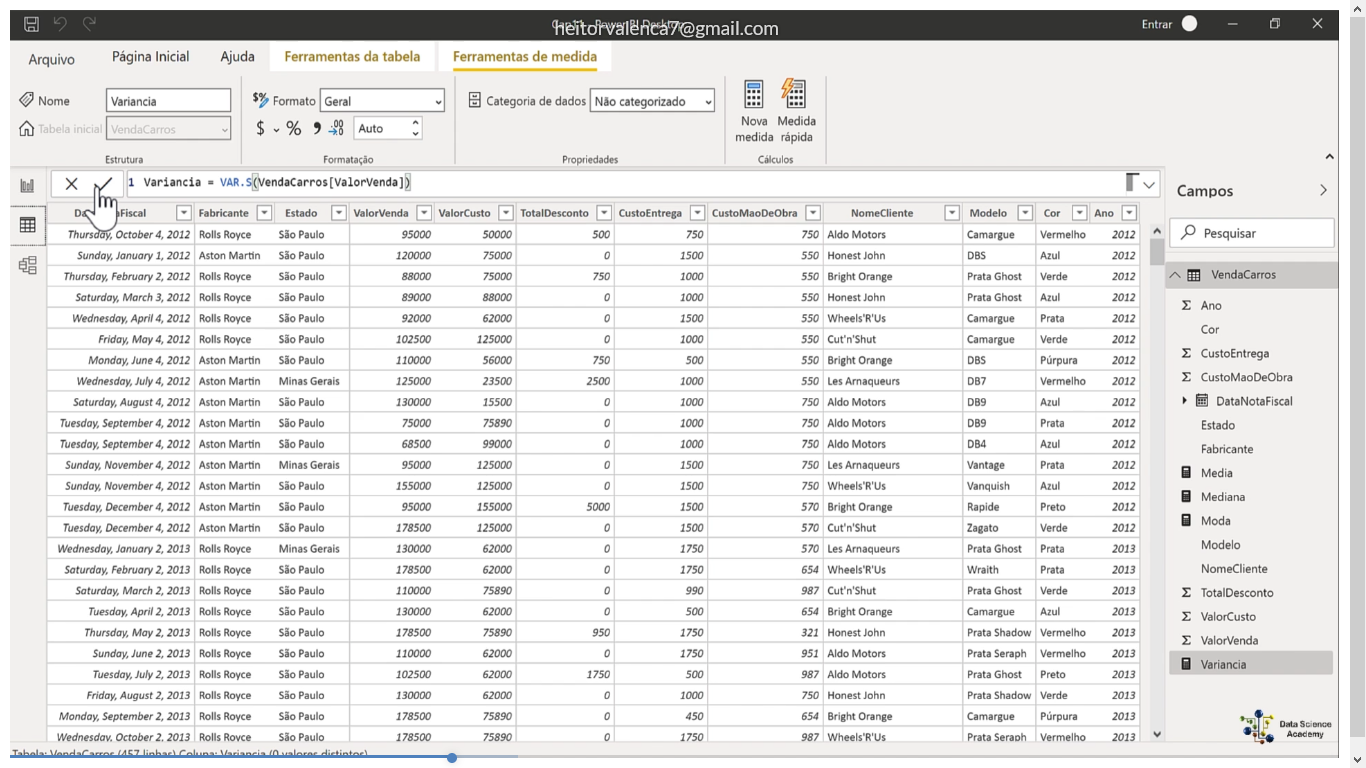 heitorvalenca7@gmail.com
Entrar
Arquivo Página Inicial Ajuda Ferramentas da tabela Ferramentas de medida
Nome Variancia
Tabela inicial VendaCarros
Estrutura
$% Formato Geral
$ % Auto
Formatação
Categoria de dados Não categorizado
Propriedades
Nova medida
Medida rápida
Cálculos
1 Variancia = VAR.S(VendaCarros[ValorVenda])
Fiscal Fabricante Estado ValorVenda ValorCusto TotalDesconto CustoEntrega CustoMaoDeObra NomeCliente Modelo Cor Ano
Thursday, October 4, 2012 Rolls Royce São Paulo 95000 50000 500 750 750 Aldo Motors Camargue Vermelho 2012
Sunday, January 1, 2012 Aston Martin São Paulo 120000 75000 0 1500 550 Honest John DBS Azul 2012
Thursday, February 2, 2012 Rolls Royce São Paulo 88000 75000 750 1000 550 Bright Orange Prata Ghost Verde 2012
Saturday, March 3, 2012 Rolls Royce São Paulo 89000 88000 0 1000 550 Honest John Prata Ghost Azul 2012
Wednesday, April 4, 2012 Rolls Royce São Paulo 92000 62000 0 1500 550 Wheels'R'Us Camargue Prata 2012
Friday, May 4, 2012 Rolls Royce São Paulo 102500 125000 0 1000 550 Cut'n'Shut Camargue Verde 2012
Monday, June 4, 2012 Aston Martin São Paulo 110000 56000 750 500 550 Bright Orange DBS Púrpura 2012
Wednesday, July 4, 2012 Aston Martin Minas Gerais 125000 23500 2500 1000 550 Les Arnaqueurs DB7 Vermelho 2012
Saturday, August 4, 2012 Aston Martin São Paulo 130000 15500 0 1000 750 Aldo Motors DB9 Azul 2012
Tuesday, September 4, 2012 Aston Martin São Paulo 75000 75890 0 1000 750 Aldo Motors DB9 Prata 2012
Tuesday, September 4, 2012 Aston Martin São Paulo 68500 99000 0 1000 750 Aldo Motors DB4 Azul 2012
Sunday, November 4, 2012 Aston Martin Minas Gerais 95000 125000 0 1500 750 Les Arnaqueurs Vantage Prata 2012
Sunday, November 4, 2012 Aston Martin São Paulo 155000 125000 0 1500 750 Wheels'R'Us Vanquish Azul 2012
Tuesday, December 4, 2012 Aston Martin São Paulo 95000 155000 5000 1500 570 Bright Orange Rapide Preto 2012
Tuesday, December 4, 2012 Aston Martin São Paulo 178500 125000 0 1500 570 Cut'n'Shut Zagato Verde 2012
Wednesday, January 2, 2013 Rolls Royce Minas Gerais 130000 62000 0 1750 570 Les Arnaqueurs Prata Ghost Prata 2013
Saturday, February 2, 2013 Rolls Royce São Paulo 178500 62000 0 1750 654 Wheels'R'Us Wraith Prata 2013
Saturday, March 2, 2013 Rolls Royce São Paulo 110000 75890 0 990 987 Cut'n'Shut Prata Ghost Azul 2013
Tuesday, April 2, 2013 Rolls Royce São Paulo 130000 62000 0 500 654 Bright Orange Camargue Azul 2013
Thursday, May 2, 2013 Rolls Royce São Paulo 178500 75890 950 1750 321 Honest John Prata Shadow Vermelho 2013
Sunday, June 2, 2013 Rolls Royce São Paulo 110000 62000 0 1750 951 Aldo Motors Prata Seraph Vermelho 2013
Tuesday, July 2, 2013 Rolls Royce São Paulo 102500 62000 1750 500 987 Aldo Motors Prata Ghost Preto 2013
Friday, August 2, 2013 Rolls Royce São Paulo 130000 62000 0 1000 750 Honest John Prata Shadow Verde 2013
Monday, September 2, 2013 Rolls Royce São Paulo 178500 75890 0 450 654 Bright Orange Camargue Púrpura 2013
Wednesday, October 2, 2013 Rolls Royce São Paulo 178500 75890 0 1750 987 Wheels'R'Us Prata Seraph Vermelho 2013
Tabela: VendaCarros (457 linhas) Coluna: Variancia (0 valores distintos)
Campos
Pesquisar
VendaCarros
Ano
Cor
CustoEntrega
CustoMaoDeObra
DataNotaFiscal
Estado
Fabricante
Media
Mediana
Moda
Modelo
NomeCliente
TotalDesconto
ValorCusto
ValorVenda
Variancia
Data Science
Academy